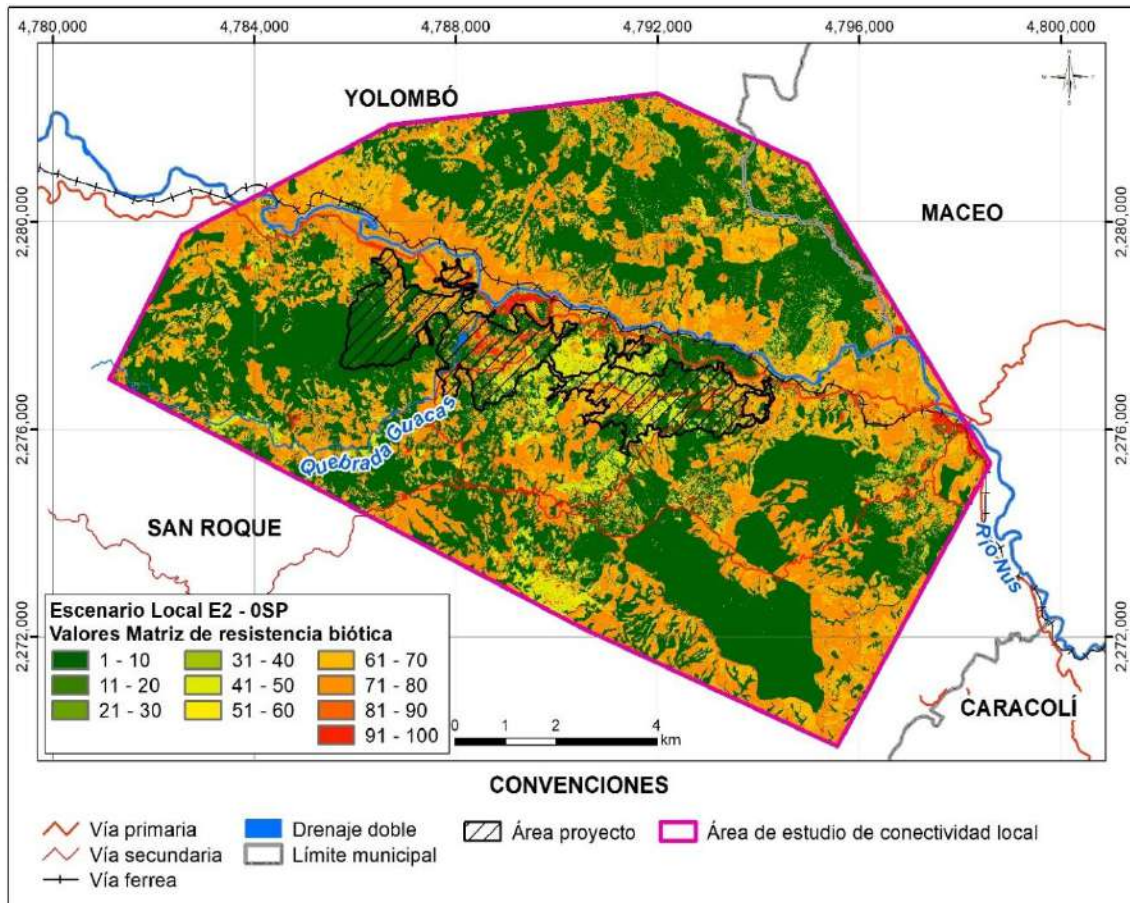 4,780,000 4,784,000 4,788,000 4,792,000 4,796,000 4,800,000
YOLOMBÓ
MACEO
2,280,000 2,280,000
2,276,000 2,276,000
Quebrada Guacas
SAN ROQUE
Río Nus
2,272,000 2,272,000
CARACOLÍ
Escenario Local E2 - 0SP
Valores Matriz de resistencia biótica
1 - 10 31 - 40 61 - 70
11 - 20 41 - 50 71 - 80
21 - 30 51 - 60 81 - 90
91 - 100
0 1 2 4
km
CONVENCIONES
Vía primaria Drenaje doble Área proyecto Área de estudio de conectividad local
Vía secundaria Límite municipal
Vía ferrea